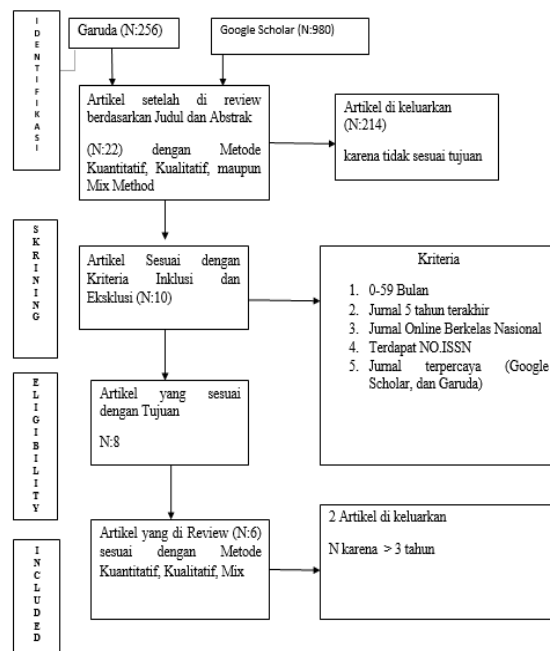 I
D
E
N
T
I
F
I
K
A
S
I
Garuda (N:256)
Google Scholar (N:980)
Artikel setelah di review
berdasarkan Judul dan Abstrak
(N:22) dengan Metode
Kuantitatif, Kualitatif, maupun
Mix Method
Artikel di keluarkan
(N:214)
karena tidak sesuai tujuan
S
K
R
I
N
I
N
G
Artikel Sesuai dengan
Kriteria Inklusi dan
Eksklusi (N:10)
Kriteria
1. 0-59 Bulan
2. Jurnal 5 tahun terakhir
3. Jurnal Online Berkelas Nasional
4. Terdapat NO.ISSN
5. Jurnal terpercaya (Google
Scholar, dan Garuda)
E
L
I
G
I
B
I
L
I
T
Y
Artikel yang sesuai
dengan Tujuan
N:8
I
N
C
L
U
D
E
D
Artikel yang di Review (N:6)
sesuai dengan Metode
Kuantitatif, Kualitatif, Mix
2 Artikel di keluarkan
N karena > 3 tahun